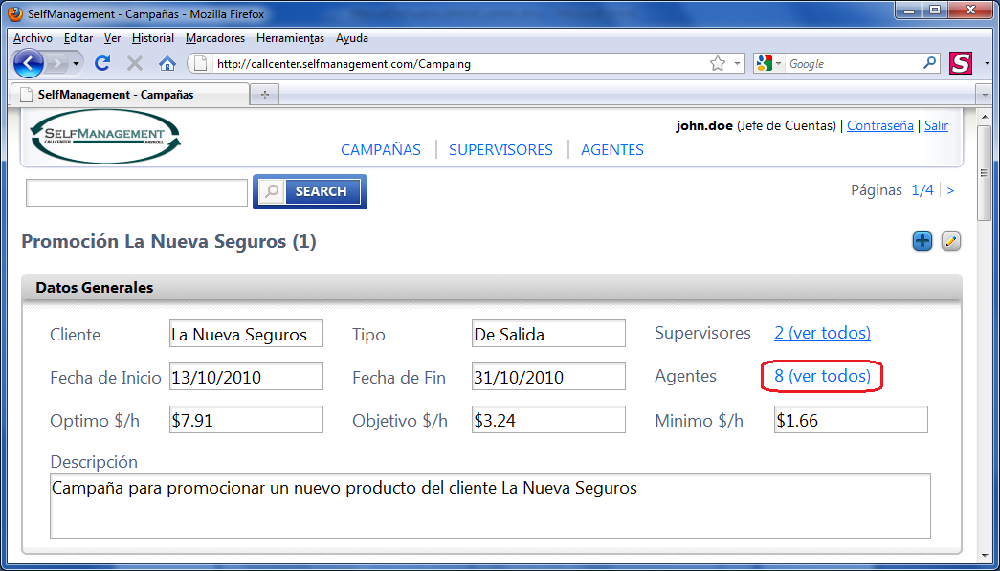 SelfManagement - Campañas - Mozilla Firefox
Archivo Editar Ver Historial Marcadores Herramientas Ayuda
http://callcenter.selfmanagement.com/Campaing
Google
S
SelfManagement - Campañas
SELFMANAGEMENT
CALLCENTER PAYROLL
john.doe (Jefe de Cuentas) | Contraseña | Salir
CAMPAÑAS | SUPERVISORES | AGENTES
SEARCH
Páginas 1/4 | >
Promoción La Nueva Seguros (1)
Datos Generales
Cliente La Nueva Seguros Tipo De Salida Supervisores 2 (ver todos)
Fecha de Inicio 13/10/2010 Fecha de Fin 31/10/2010 Agentes 8 (ver todos)
Optimo $/h $7.91 Objetivo $/h $3.24 Minimo $/h $1.66
Descripción
Campaña para promocionar un nuevo producto del cliente La Nueva Seguros